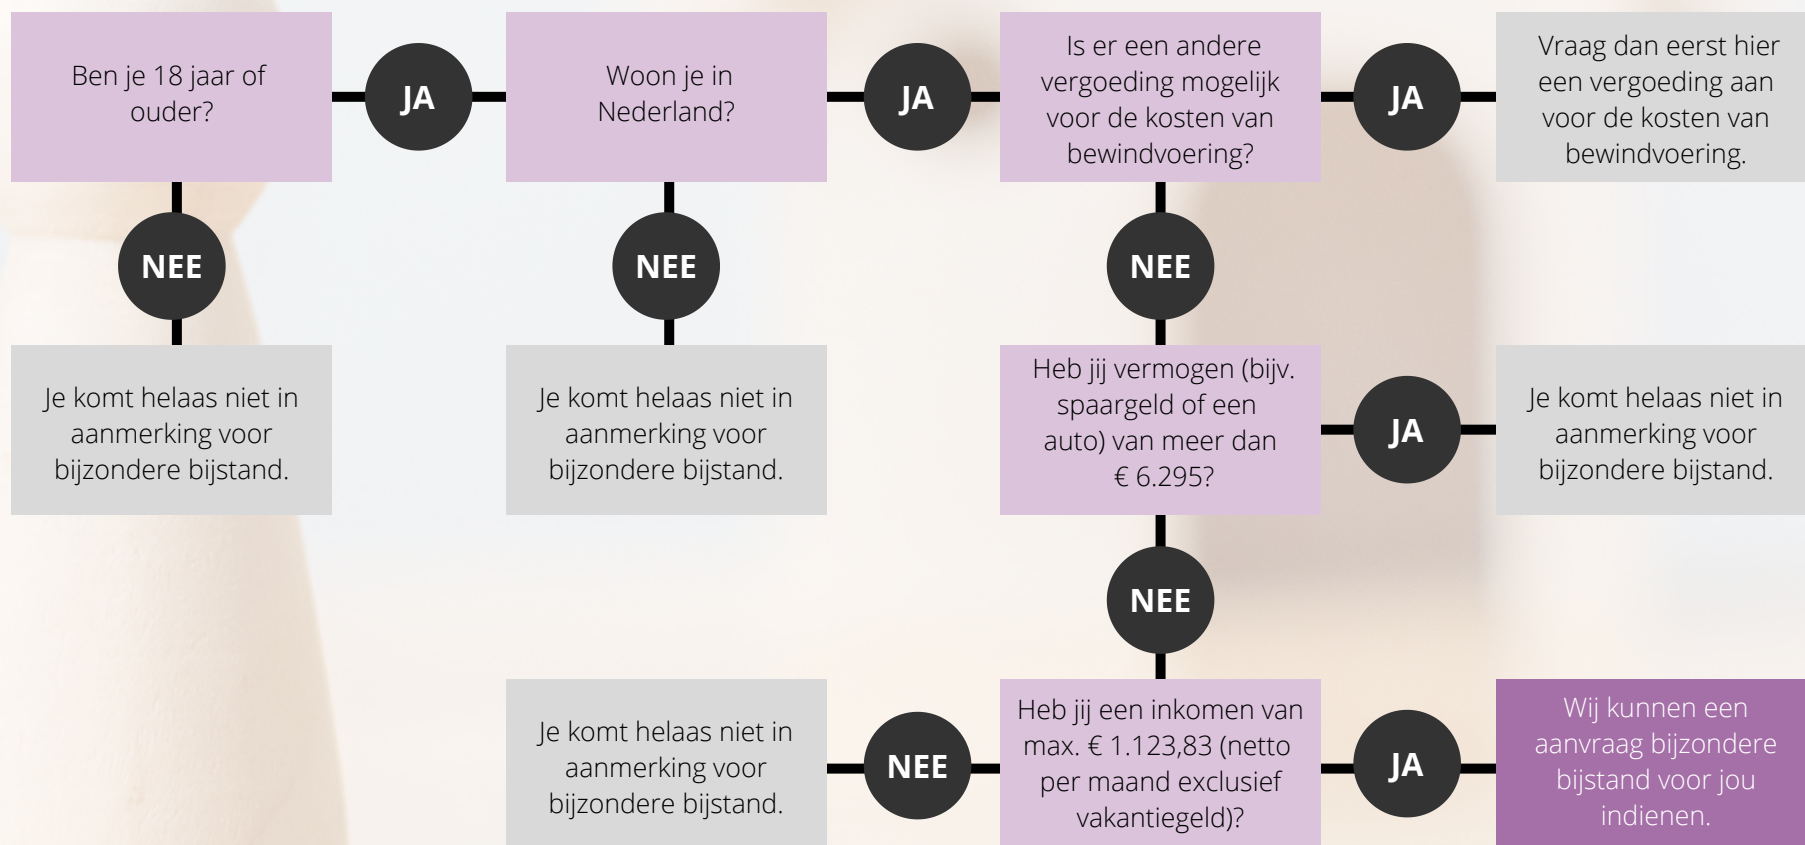 Ben je 18 jaar of
ouder?
JA
Woon je in
Nederland?
JA
Is er een andere
vergoeding mogelijk
voor de kosten van
bewindvoering?
JA
Vraag dan eerst hier
een vergoeding aan
voor de kosten van
bewindvoering.
NEE
NEE
NEE
Je komt helaas niet in
aanmerking voor
bijzondere bijstand.
Je komt helaas niet in
aanmerking voor
bijzondere bijstand.
Heb jij vermogen (bijv.
spaargeld of een
auto) van meer dan
€ 6.295?
JA
Je komt helaas niet in
aanmerking voor
bijzondere bijstand.
NEE
Je komt helaas niet in
aanmerking voor
bijzondere bijstand.
NEE
Heb jij een inkomen van
max. € 1.123,83 (netto
per maand exclusief
vakantiegeld)?
JA
Wij kunnen een
aanvraag bijzondere
bijstand voor jou
indienen.